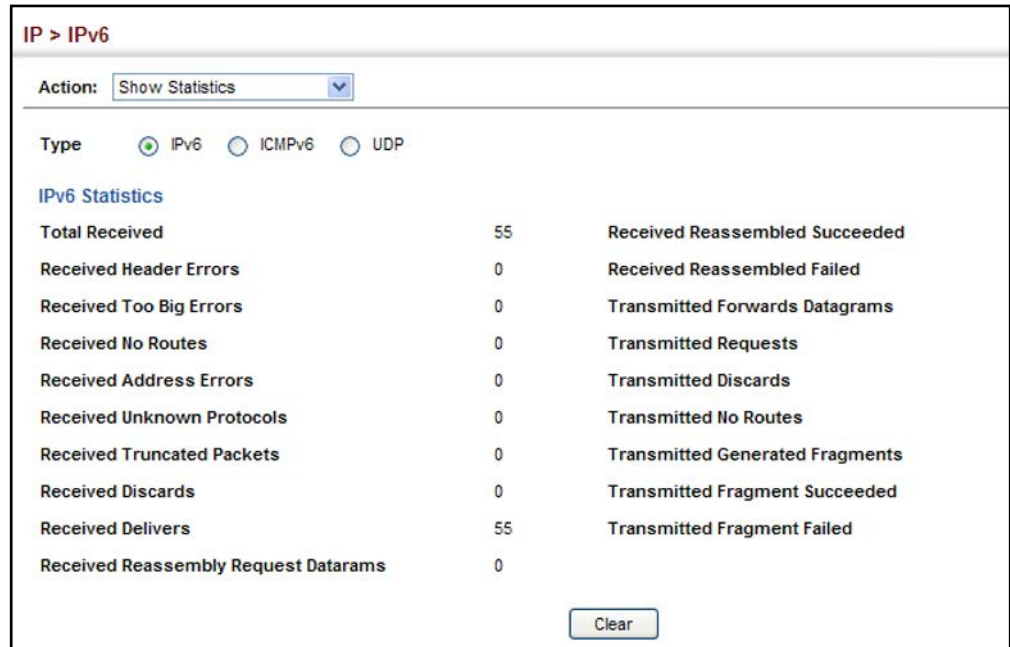 IP > IPv6
Action: Show Statistics
Type IPv6 ICMPv6 UDP
IPv6 Statistics
Total Received 55 Received Reassembled Succeeded
Received Header Errors 0 Received Reassembled Failed
Received Too Big Errors 0 Transmitted Forwards Datagrams
Received No Routes 0 Transmitted Requests
Received Address Errors 0 Transmitted Discards
Received Unknown Protocols 0 Transmitted No Routes
Received Truncated Packets 0 Transmitted Generated Fragments
Received Discards 0 Transmitted Fragment Succeeded
Received Delivers 55 Transmitted Fragment Failed
Received Reassembly Request Datarams 0
Clear